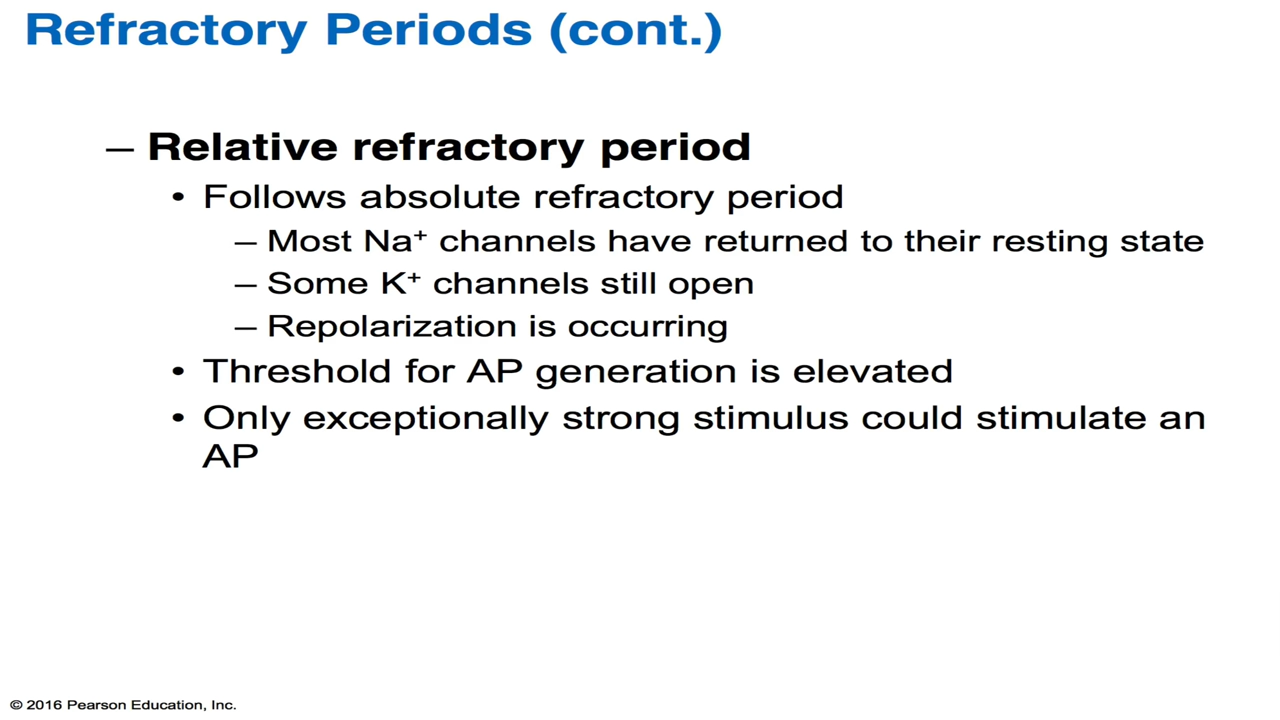 Refractory Periods (cont.)
– Relative refractory period
• Follows absolute refractory period
– Most Na⁺ channels have returned to their resting state
– Some K⁺ channels still open
– Repolarization is occurring
• Threshold for AP generation is elevated
• Only exceptionally strong stimulus could stimulate an
AP
© 2016 Pearson Education, Inc.